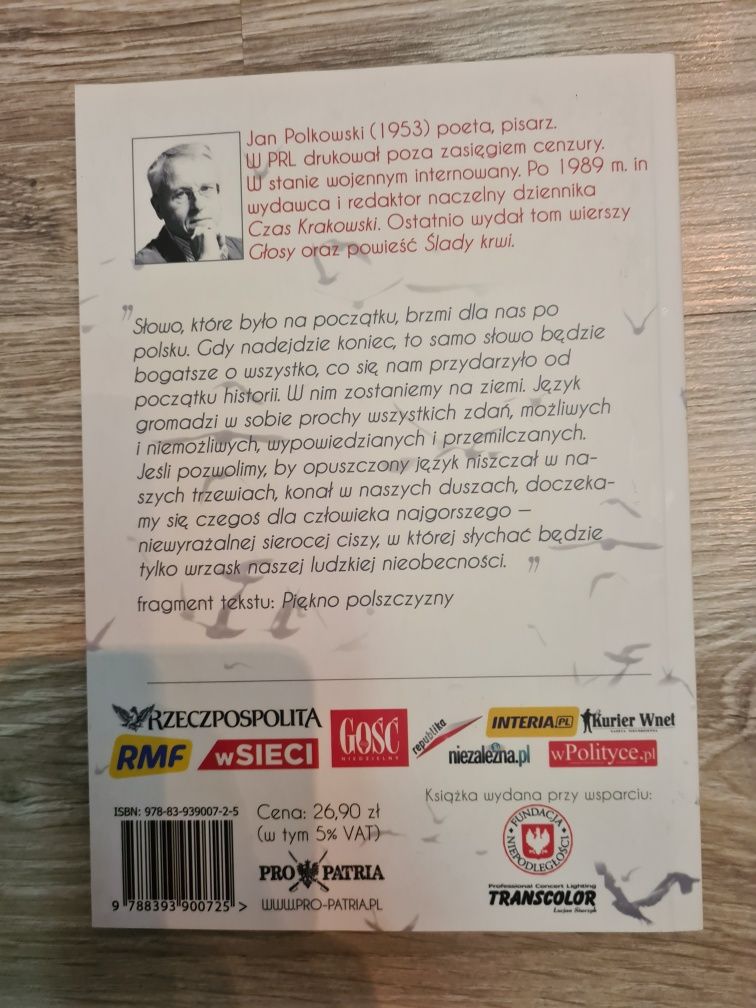 Jan Polkowski (1953) poeta, pisarz.
W PRL drukował poza zasięgiem cenzury.
W stanie wojennym internowany. Po 1989 m. in
wydawca i redaktor naczelny dziennika
Czas Krakowski. Ostatnio wydał tom wierszy
Głosy oraz powieść Ślady krwi.
"Słowo, które było na początku, brzmi dla nas po
polsku. Gdy nadejdzie koniec, to samo słowo będzie
bogatsze o wszystko, co się nam przydarzyło od
początku historii. W nim zostaniemy na ziemi. Język
gromadzi w sobie prochy wszystkich zdań, możliwych
i niemożliwych, wypowiedzianych i przemilczanych.
Jeśli pozwolimy, by opuszczony język niszczał w na-
szych trzewiach, konał w naszych duszach, doczeka-
my się czegoś dla człowieka najgorszego –
niewyrażalnej sierocej ciszy, w której słychać będzie
tylko wrzask naszej ludzkiej nieobecności. "
fragment tekstu: Piękno polszczyzny
RZECZPOSPOLITA
GOŚĆ
NIEDZIELNY
republika
INTERIA.PL
Kurier Wnet
RMF
wSIECI
niezależna.pl
wPolityce.pl
Książka wydana przy wsparciu:
ISBN: 978-83-939007-2-5
9 788393 900725 >
Cena: 26,90 zł
(w tym 5% VAT)
PRO PATRIA
WWW.PRO-PATRIA.PL
FUNDACJA
NIEPODLEGŁOŚCI
Professional Concert Lighting
TRANSCOLOR